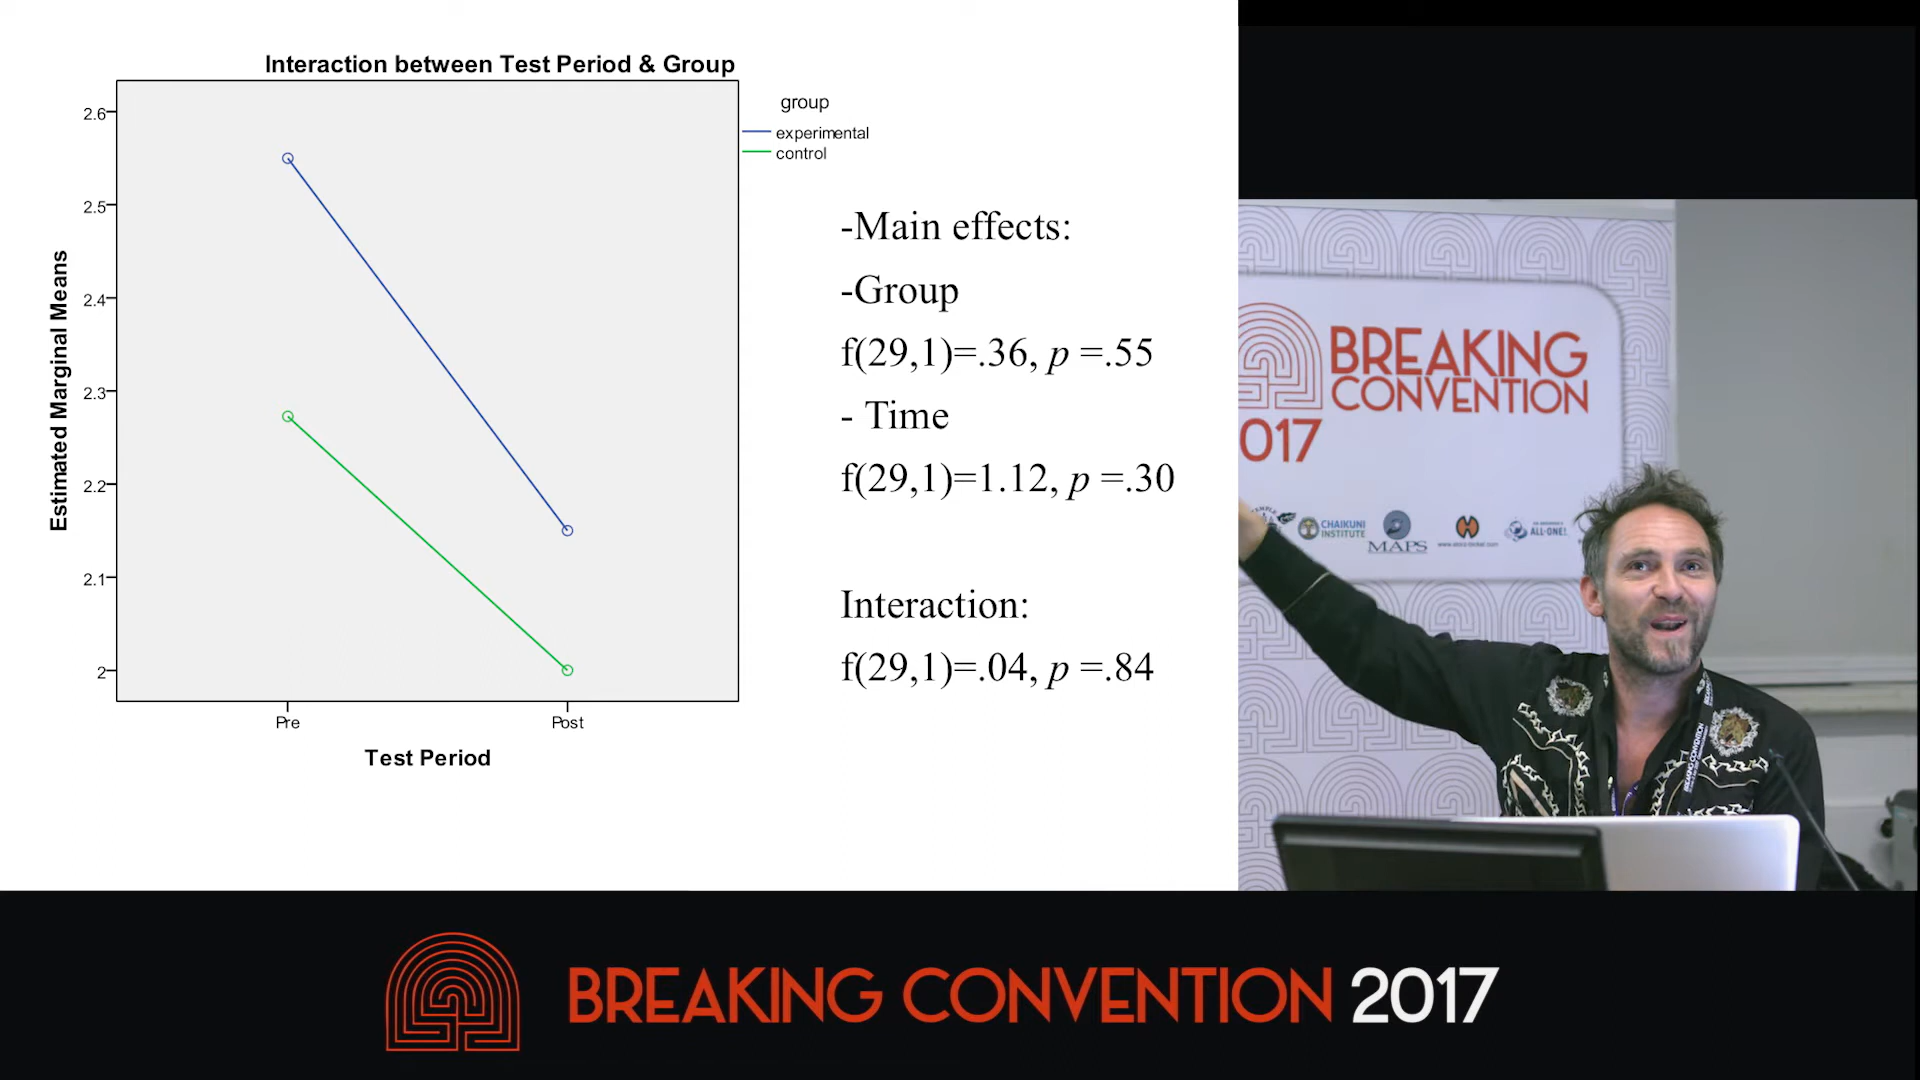 Interaction between Test Period & Group
group
experimental
control
2.6
2.5
2.4
2.3
2.2
2.1
2
Estimated Marginal Means
Pre
Post
Test Period
-Main effects:
-Group
f(29,1)=.36, p =.55
- Time
f(29,1)=1.12, p =.30
Interaction:
f(29,1)=.04, p =.84
BREAKING
CONVENTION
017
CHAIKUNI
INSTITUTE
MAPS
ALL-ONE!
BREAKING CONVENTION 2017